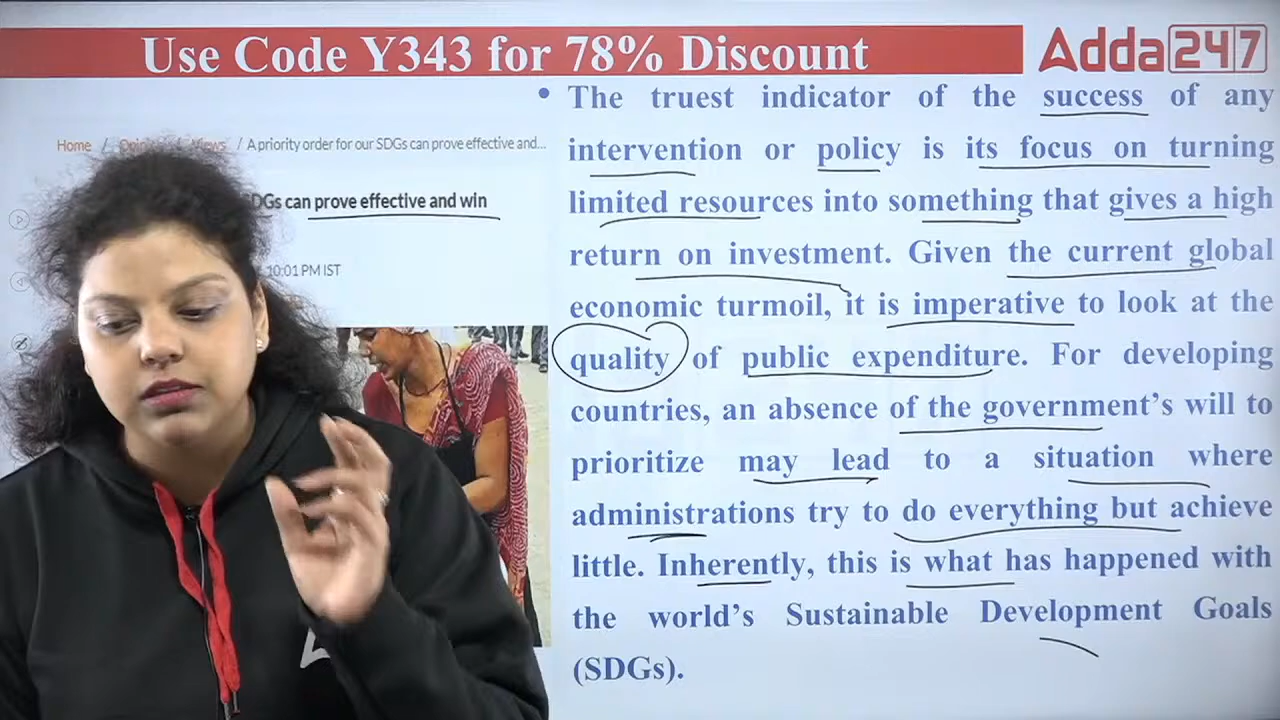 Use Code Y343 for 78% Discount
Adda 247
Home / Opinion / Views / A priority order for our SDGs can prove effective and...
SDGs can prove effective and win
10:01 PM IST
• The truest indicator of the success of any
intervention or policy is its focus on turning
limited resources into something that gives a high
return on investment. Given the current global
economic turmoil, it is imperative to look at the
quality of public expenditure. For developing
countries, an absence of the government's will to
prioritize may lead to a situation where
administrations try to do everything but achieve
little. Inherently, this is what has happened with
the world's Sustainable Development Goals
(SDGs).